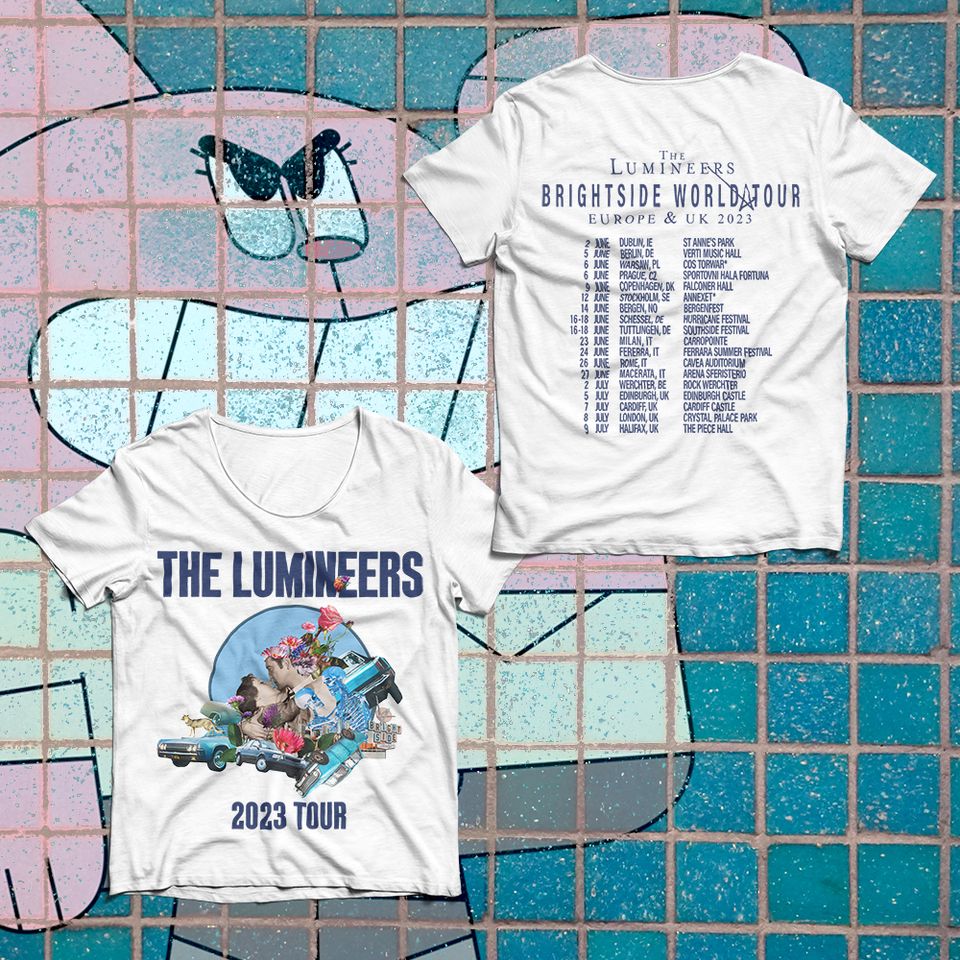 THE LUMINEERS
BRIGHT
SIDE
2023 TOUR
THE
LUMINEERS
BRIGHTSIDE WORLD TOUR
EUROPE & UK 2023
2 JUNE DUBLIN, IE ST ANNE'S PARK
5 JUNE BERLIN, DE VERTI MUSIC HALL
6 JUNE WARSAW, PL COS TORWAR*
6 JUNE PRAGUE, CZ SPORTOVNI HALA FORTUNA
9 JUNE COPENHAGEN, DK FALCONER HALL
12 JUNE STOCKHOLM, SE ANNEXET*
14 JUNE BERGEN, NO BERGENFEST
16-18 JUNE SCHESSEL, DE HURRICANE FESTIVAL
16-18 JUNE TUTTLINGEN, DE SOUTHSIDE FESTIVAL
23 JUNE MILAN, IT CARROPOINTE
24 JUNE FERERRA, IT FERRARA SUMMER FESTIVAL
26 JUNE ROME, IT CAVEA AUDITORIUM
27 JUNE MACERATA, IT ARENA SFERISTERIO
2 JULY WERCHTER, BE ROCK WERCHTER
5 JULY EDINBURGH, UK EDINBURGH CASTLE
7 JULY CARDIFF, UK CARDIFF CASTLE
8 JULY LONDON, UK CRYSTAL PALACE PARK
9 JULY HALIFAX, UK THE PIECE HALL